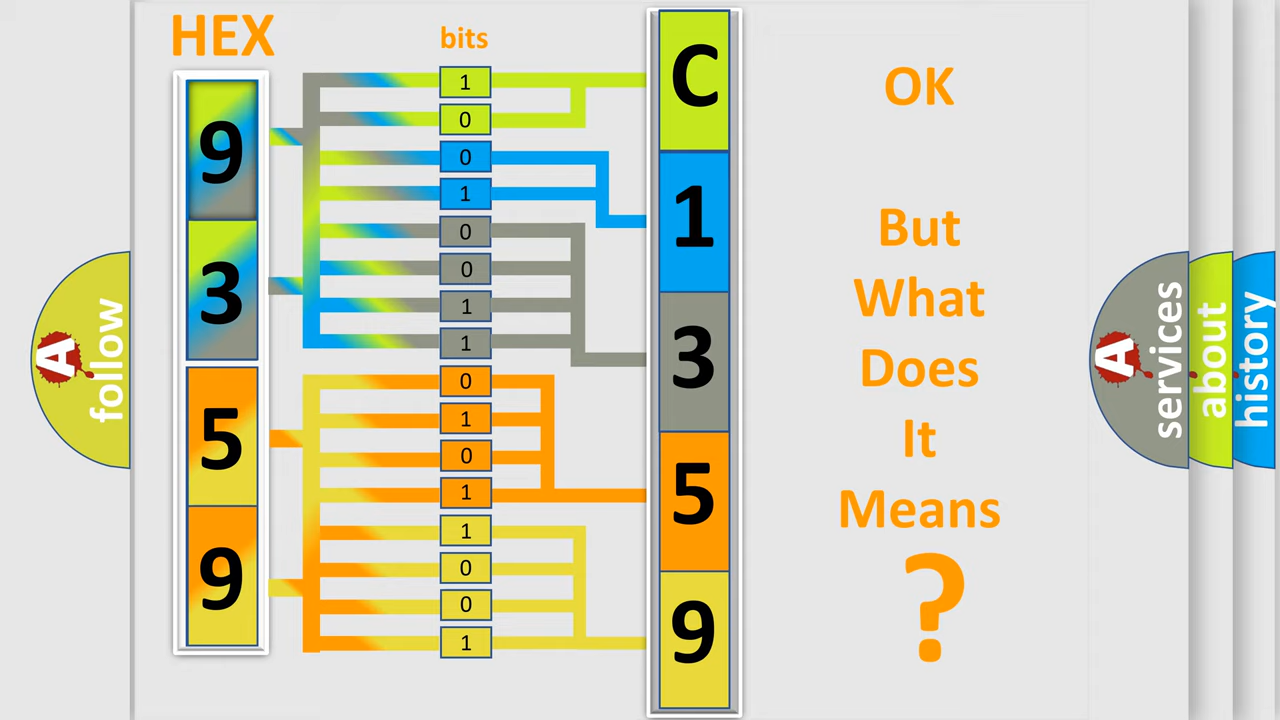 HEX
bits
9
3
5
9
1
0
0
1
0
0
1
1
0
1
0
1
1
0
0
1
C
1
3
5
9
OK
But
What
Does
It
Means
?
A
follow
A
services
about
history